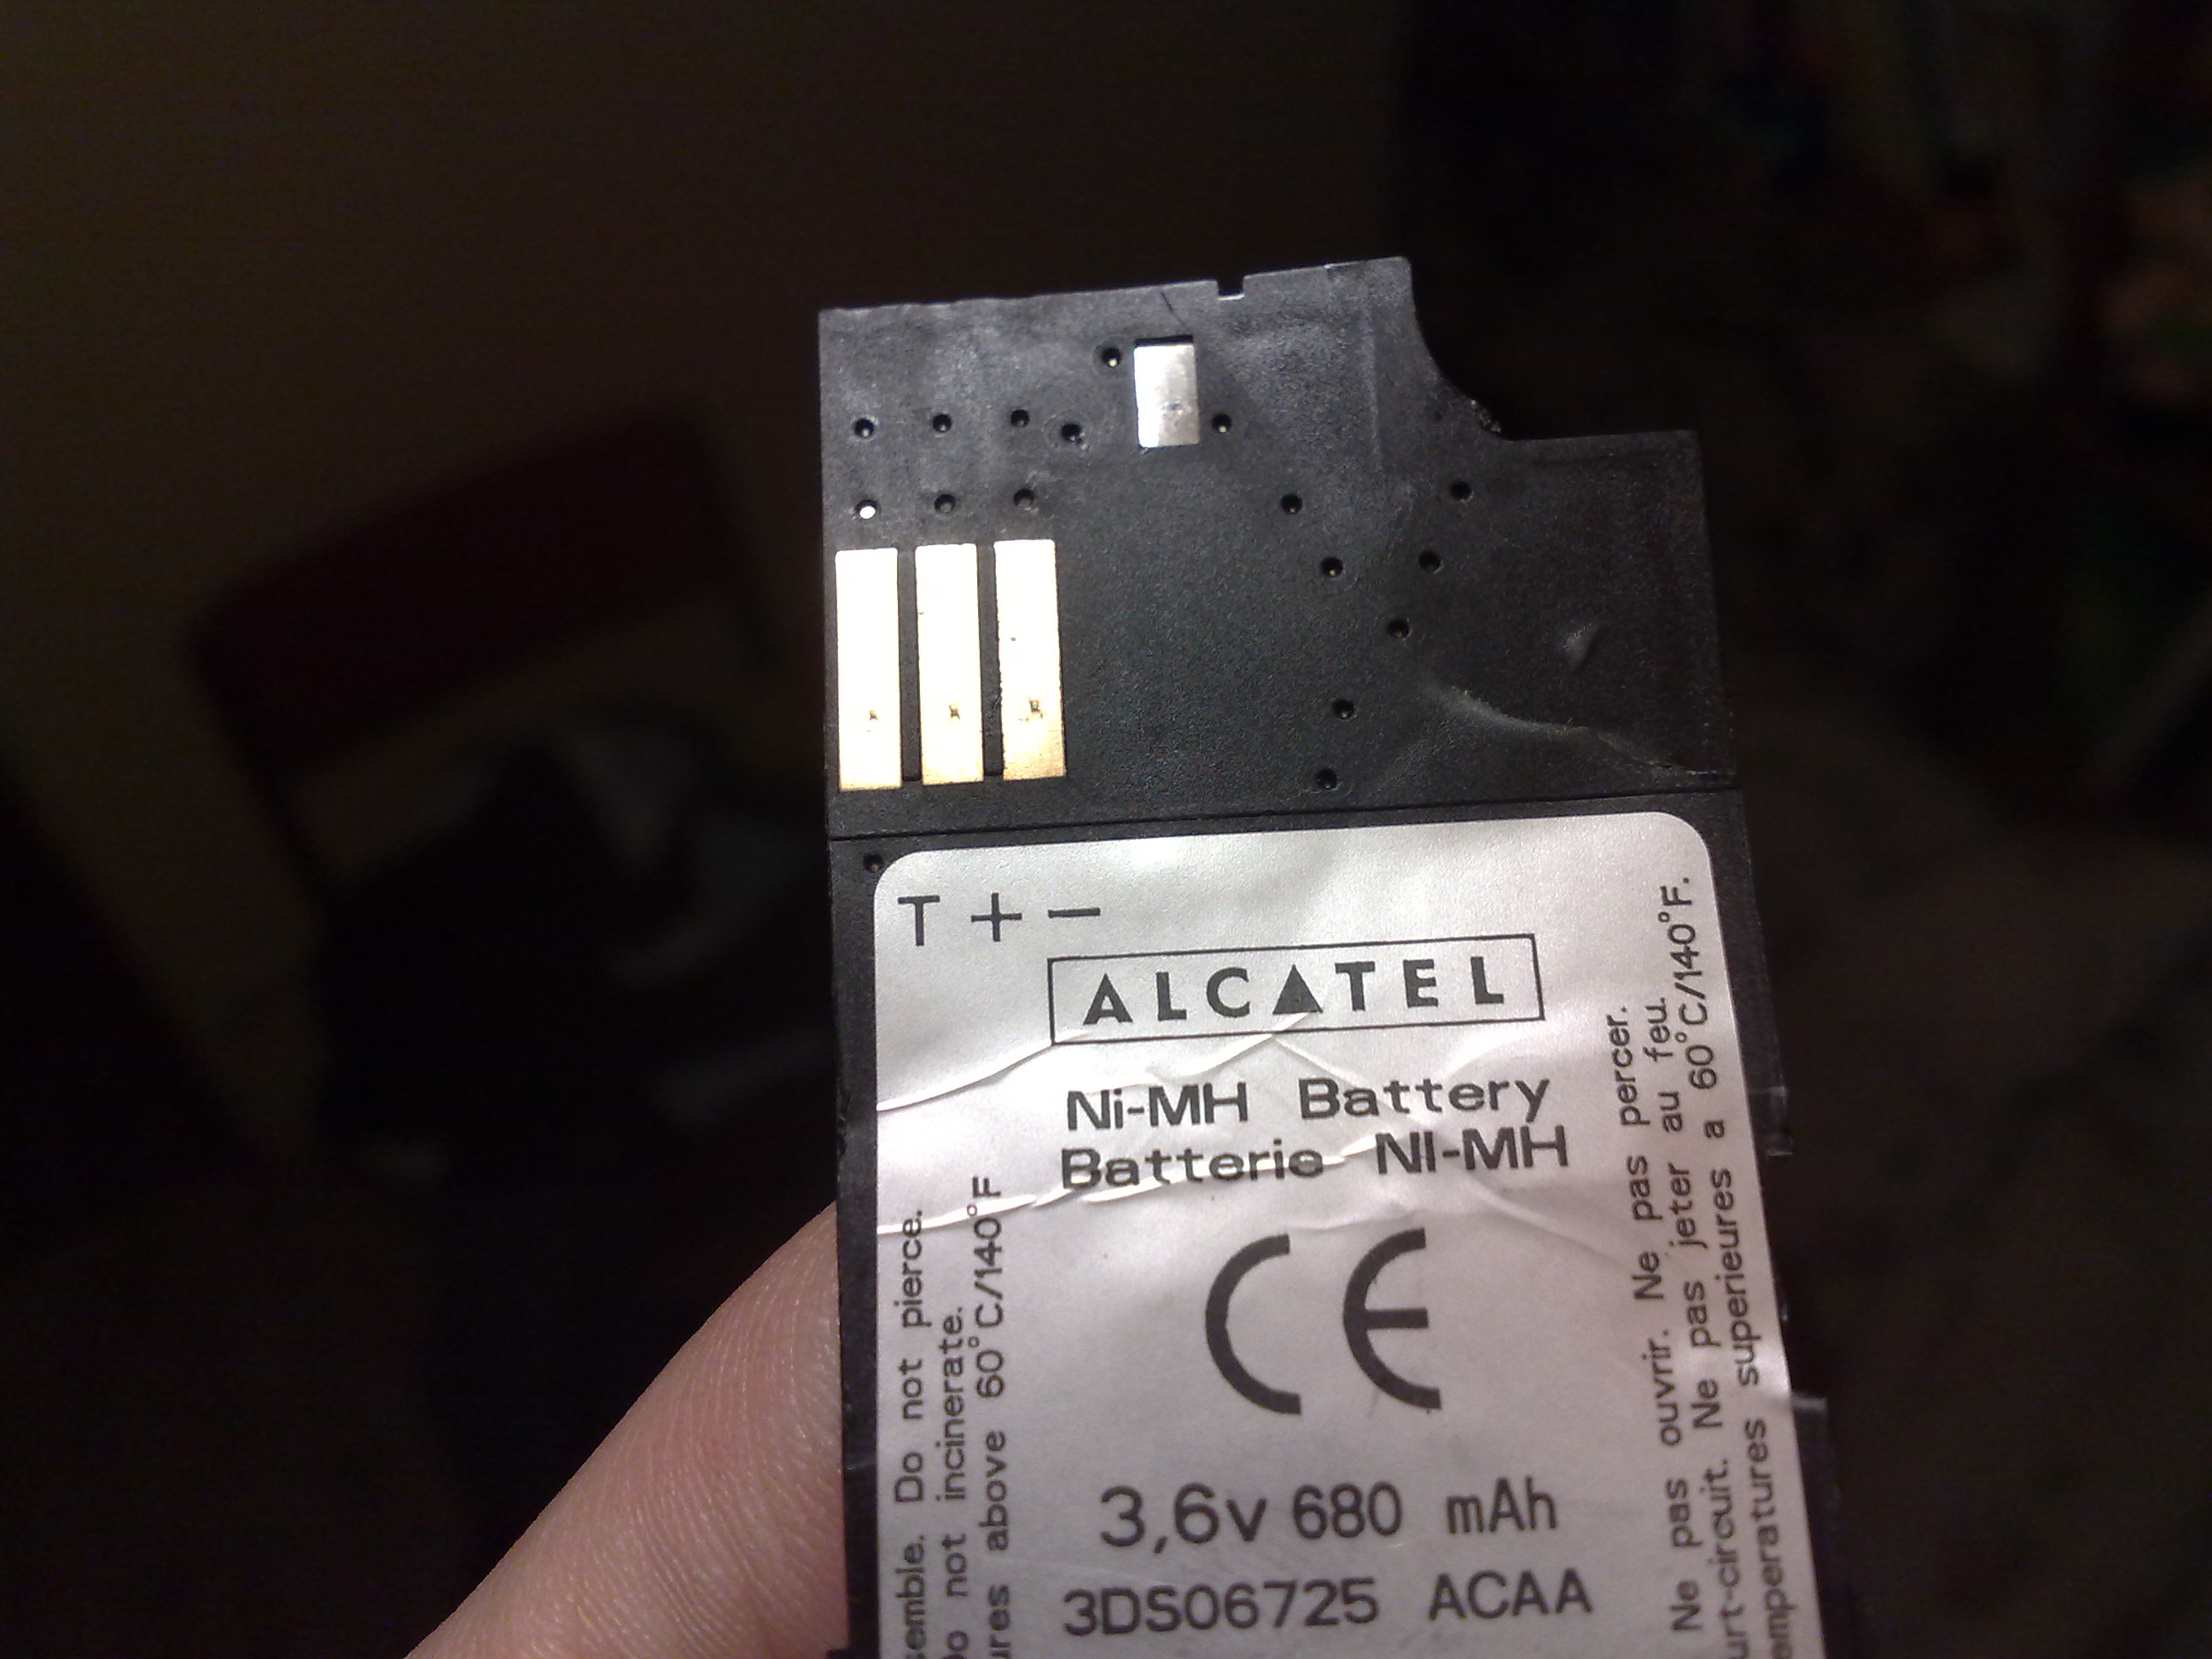 T + −
ALCATEL
Ni-MH Battery
Batterie NI-MH
CE
3,6v 680 mAh
3DS06725 ACAA
Do not pierce.
not incinerate.
above 60°C/140°F
Ne pas ouvrir. Ne pas percer.
Ne pas jeter au feu.
superieures a 60°C/140°F.